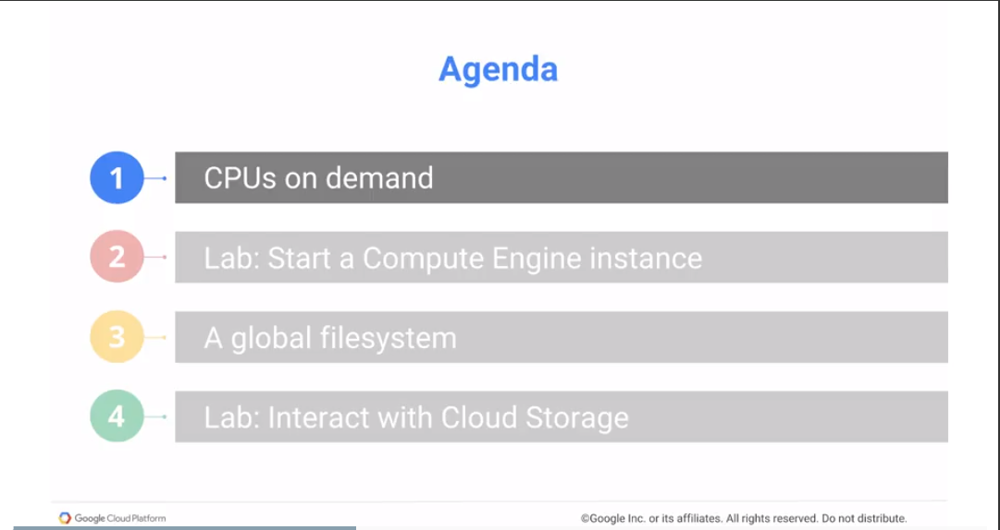 Agenda
1 CPUs on demand
2 Lab: Start a Compute Engine instance
3 A global filesystem
4 Lab: Interact with Cloud Storage
Google Cloud Platform
©Google Inc. or its affiliates. All rights reserved. Do not distribute.